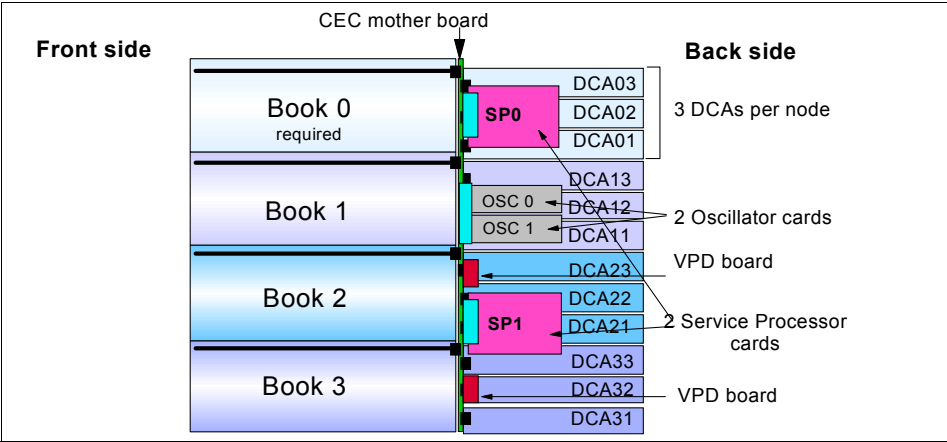 CEC mother board
Front side
Back side
Book 0
required
SP0
DCA03
DCA02
DCA01
3 DCAs per node
Book 1
OSC 0
OSC 1
DCA13
DCA12
DCA11
2 Oscillator cards
VPD board
Book 2
SP1
DCA23
DCA22
DCA21
2 Service Processor
cards
Book 3
DCA33
DCA32
DCA31
VPD board